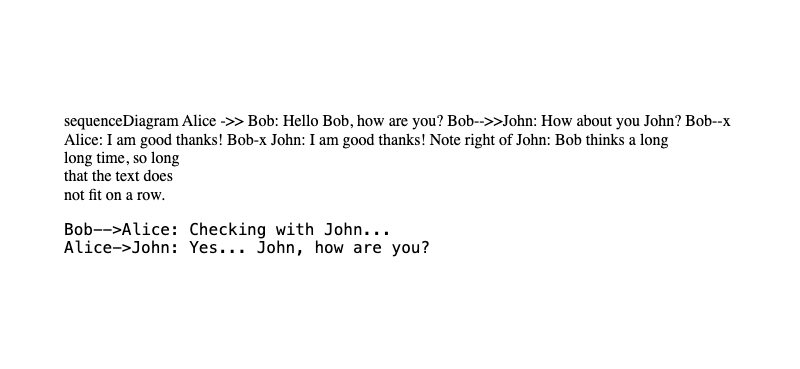 sequenceDiagram Alice ->> Bob: Hello Bob, how are you? Bob-->>John: How about you John? Bob--x
Alice: I am good thanks! Bob-x John: I am good thanks! Note right of John: Bob thinks a long
long time, so long
that the text does
not fit on a row.
Bob-->Alice: Checking with John...
Alice->John: Yes... John, how are you?